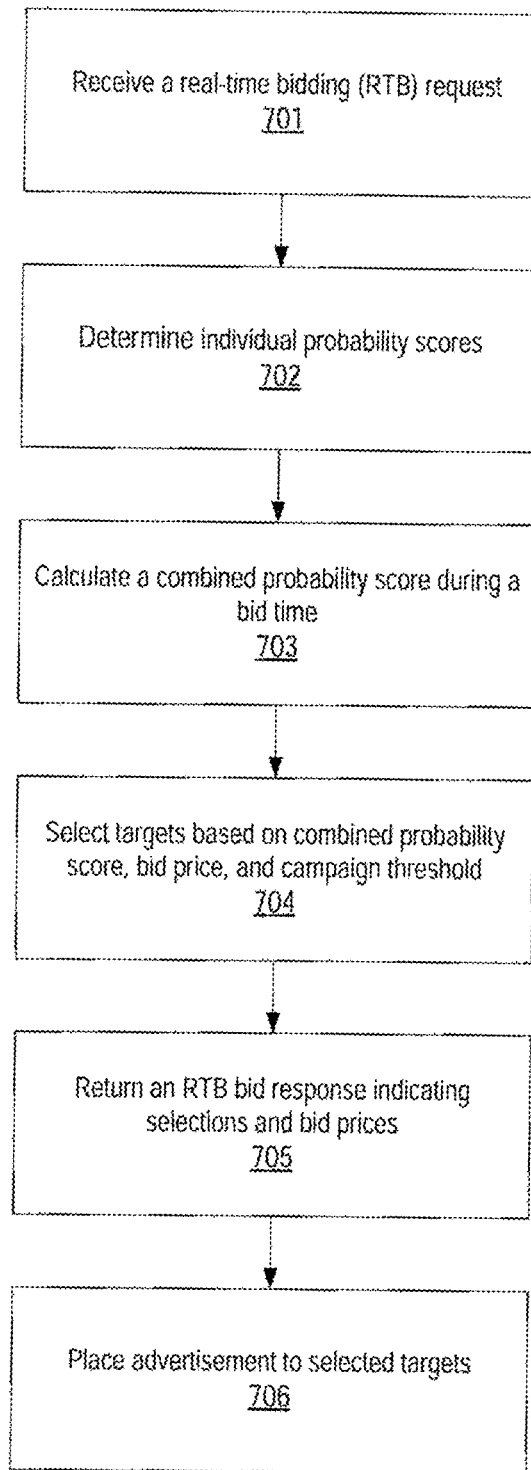 Receive a real-time bidding (RTB) request
701
Determine individual probability scores
702
Calculate a combined probability score during a
bid time
703
Select targets based on combined probability
score, bid price, and campaign threshold
704
Return an RTB bid response indicating
selections and bid prices
705
Place advertisement to selected targets
706